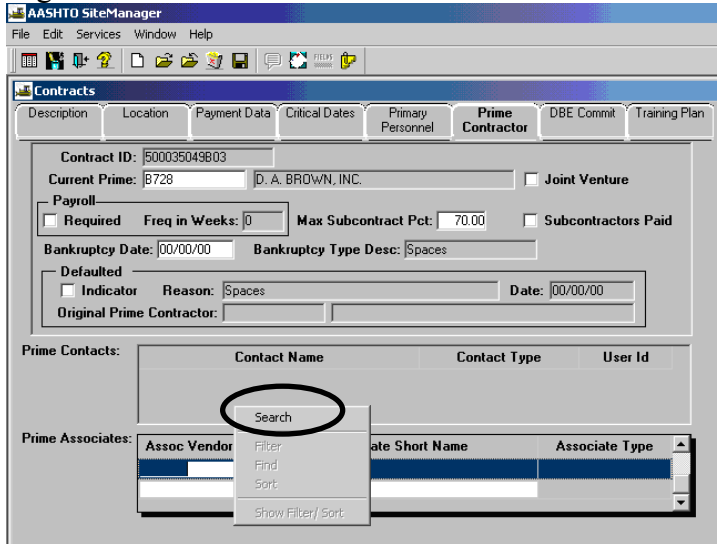 AASHTO SiteManager
File Edit Services Window Help
FIELDS
Contracts
Description Location Payment Data Critical Dates Primary Personnel Prime Contractor DBE Commit Training Plan
Contract ID: 500035049B03
Current Prime: B728 D. A. BROWN, INC. Joint Venture
Payroll
Required Freq in Weeks: 0 Max Subcontract Pct: 70.00 Subcontractors Paid
Bankruptcy Date: 00/00/00 Bankruptcy Type Desc: Spaces
Defaulted
Indicator Reason: Spaces Date: 00/00/00
Original Prime Contractor:
Prime Contacts: Contact Name Contact Type User Id
Search
Prime Associates: Assoc Vendor ate Short Name Associate Type
Filter
Find
Sort
Show Filter/ Sort